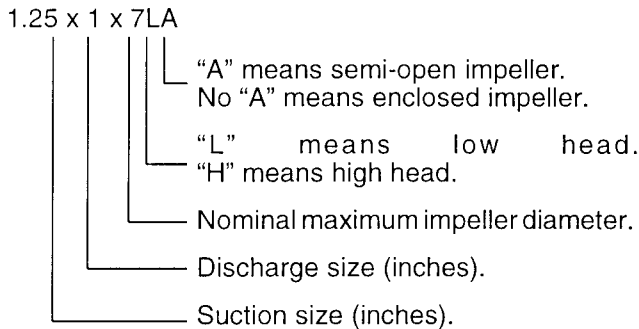 1.25 x 1 x 7LA
“A” means semi-open impeller.
No “A” means enclosed impeller.
“L” means low head.
“H” means high head.
Nominal maximum impeller diameter.
Discharge size (inches).
Suction size (inches).